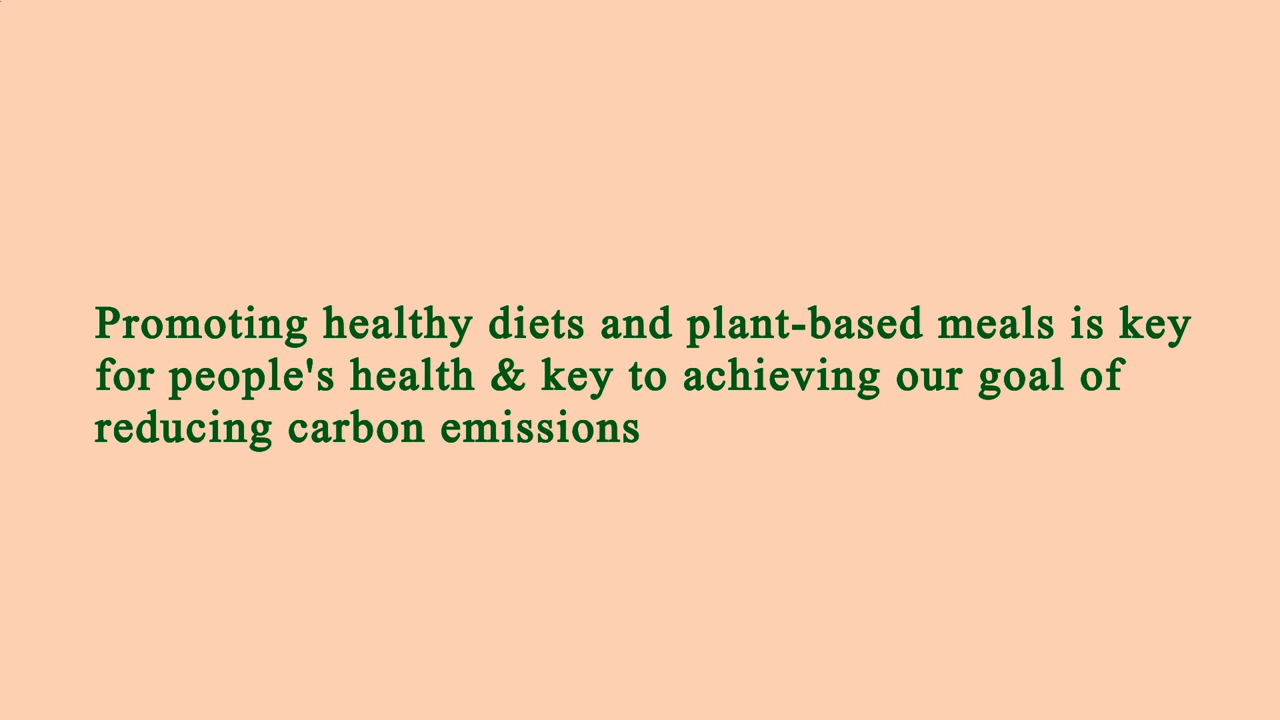 Promoting healthy diets and plant-based meals is key
for people's health & key to achieving our goal of
reducing carbon emissions